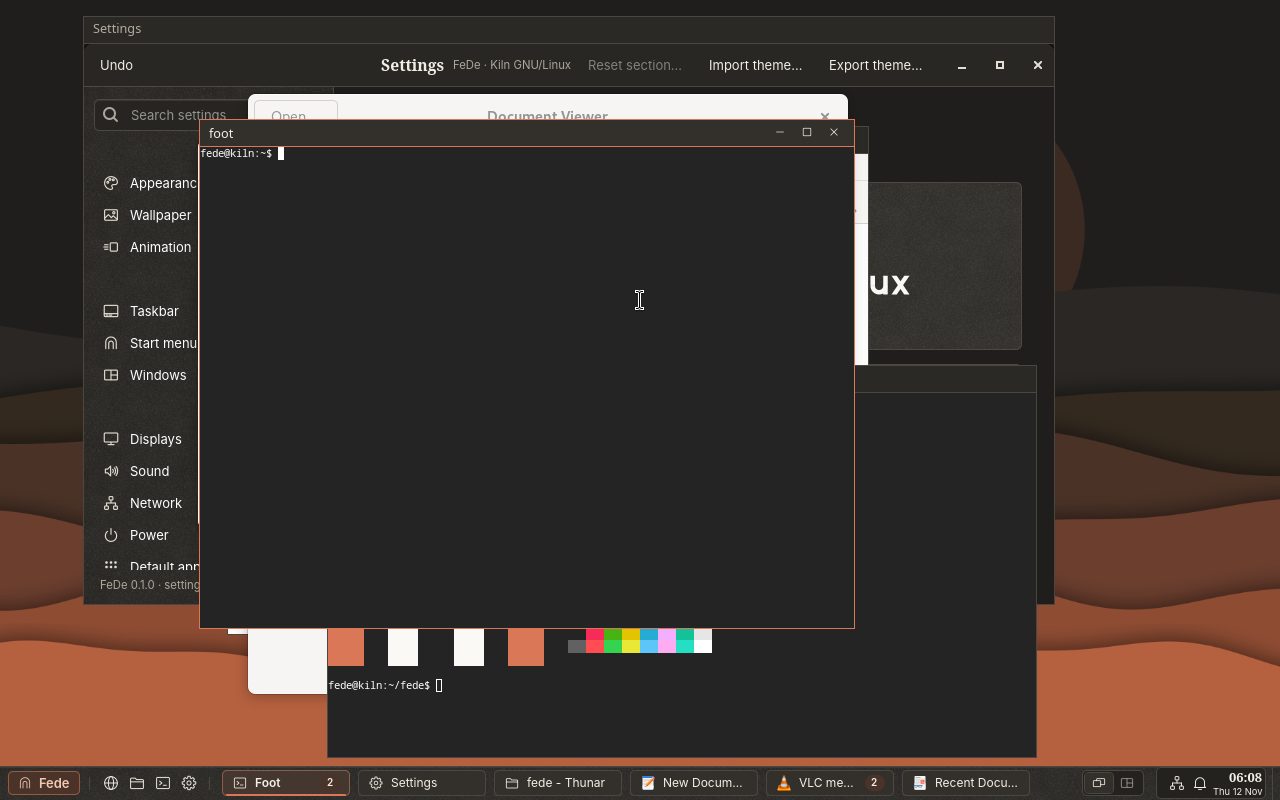 Settings
Undo
Settings
FeDe · Kiln GNU/Linux
Reset section...
Import theme...
Export theme...
Search settings
Open
Document Viewer
foot
fede@kiln:~$
Appearanc
Wallpaper
Animation
ux
Taskbar
Start menu
Windows
Displays
Sound
Network
Power
Default app
FeDe 0.1.0 · setting
fede@kiln:~/fede$
Fede
Foot 2
Settings
fede - Thunar
New Docum...
VLC me... 2
Recent Docu...
06:08
Thu 12 Nov